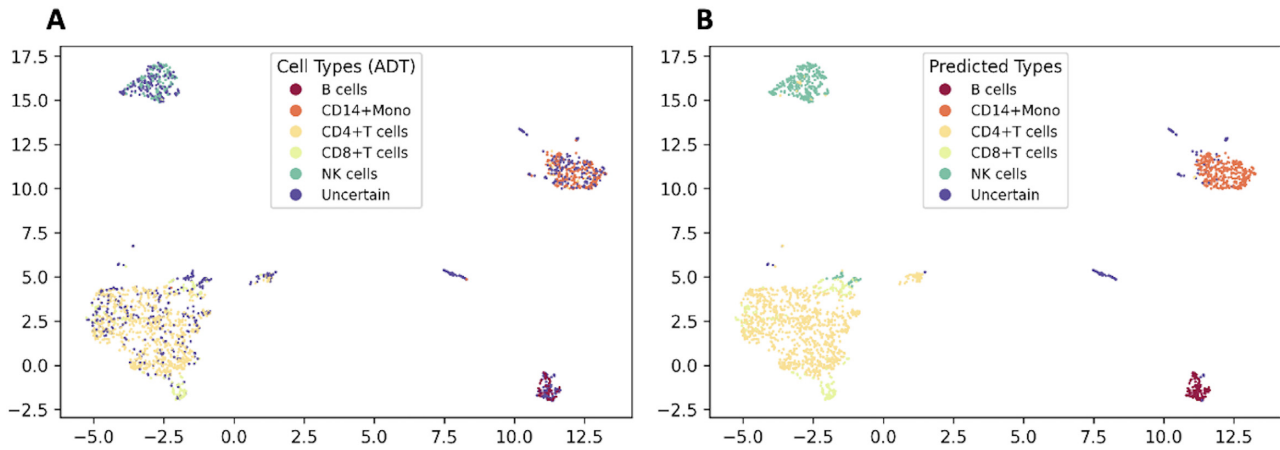 A
B
Cell Types (ADT)
B cells
CD14+Mono
CD4+T cells
CD8+T cells
NK cells
Uncertain
17.5
15.0
12.5
10.0
7.5
5.0
2.5
0.0
−2.5
−5.0 −2.5 0.0 2.5 5.0 7.5 10.0 12.5
Predicted Types
B cells
CD14+Mono
CD4+T cells
CD8+T cells
NK cells
Uncertain
17.5
15.0
12.5
10.0
7.5
5.0
2.5
0.0
−2.5
−5.0 −2.5 0.0 2.5 5.0 7.5 10.0 12.5